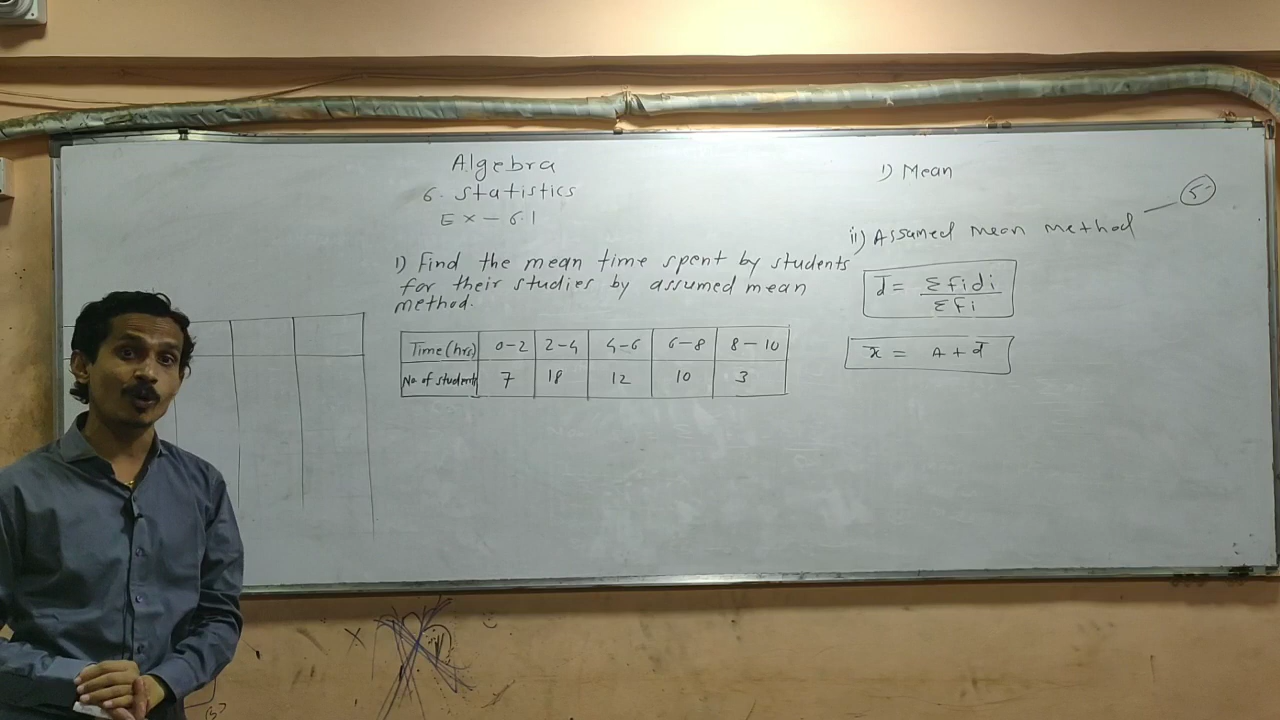 Algebra
6. Statistics
Ex - 6.1
1) Find the mean time spent by students
for their studies by assumed mean
method.
Time(hrs) 0-2 2-4 4-6 6-8 8-10
No. of students 7 18 12 10 3
1) Mean
ii) Assumed mean method
d̄ = Σfidi / Σfi
x̄ = A + d̄